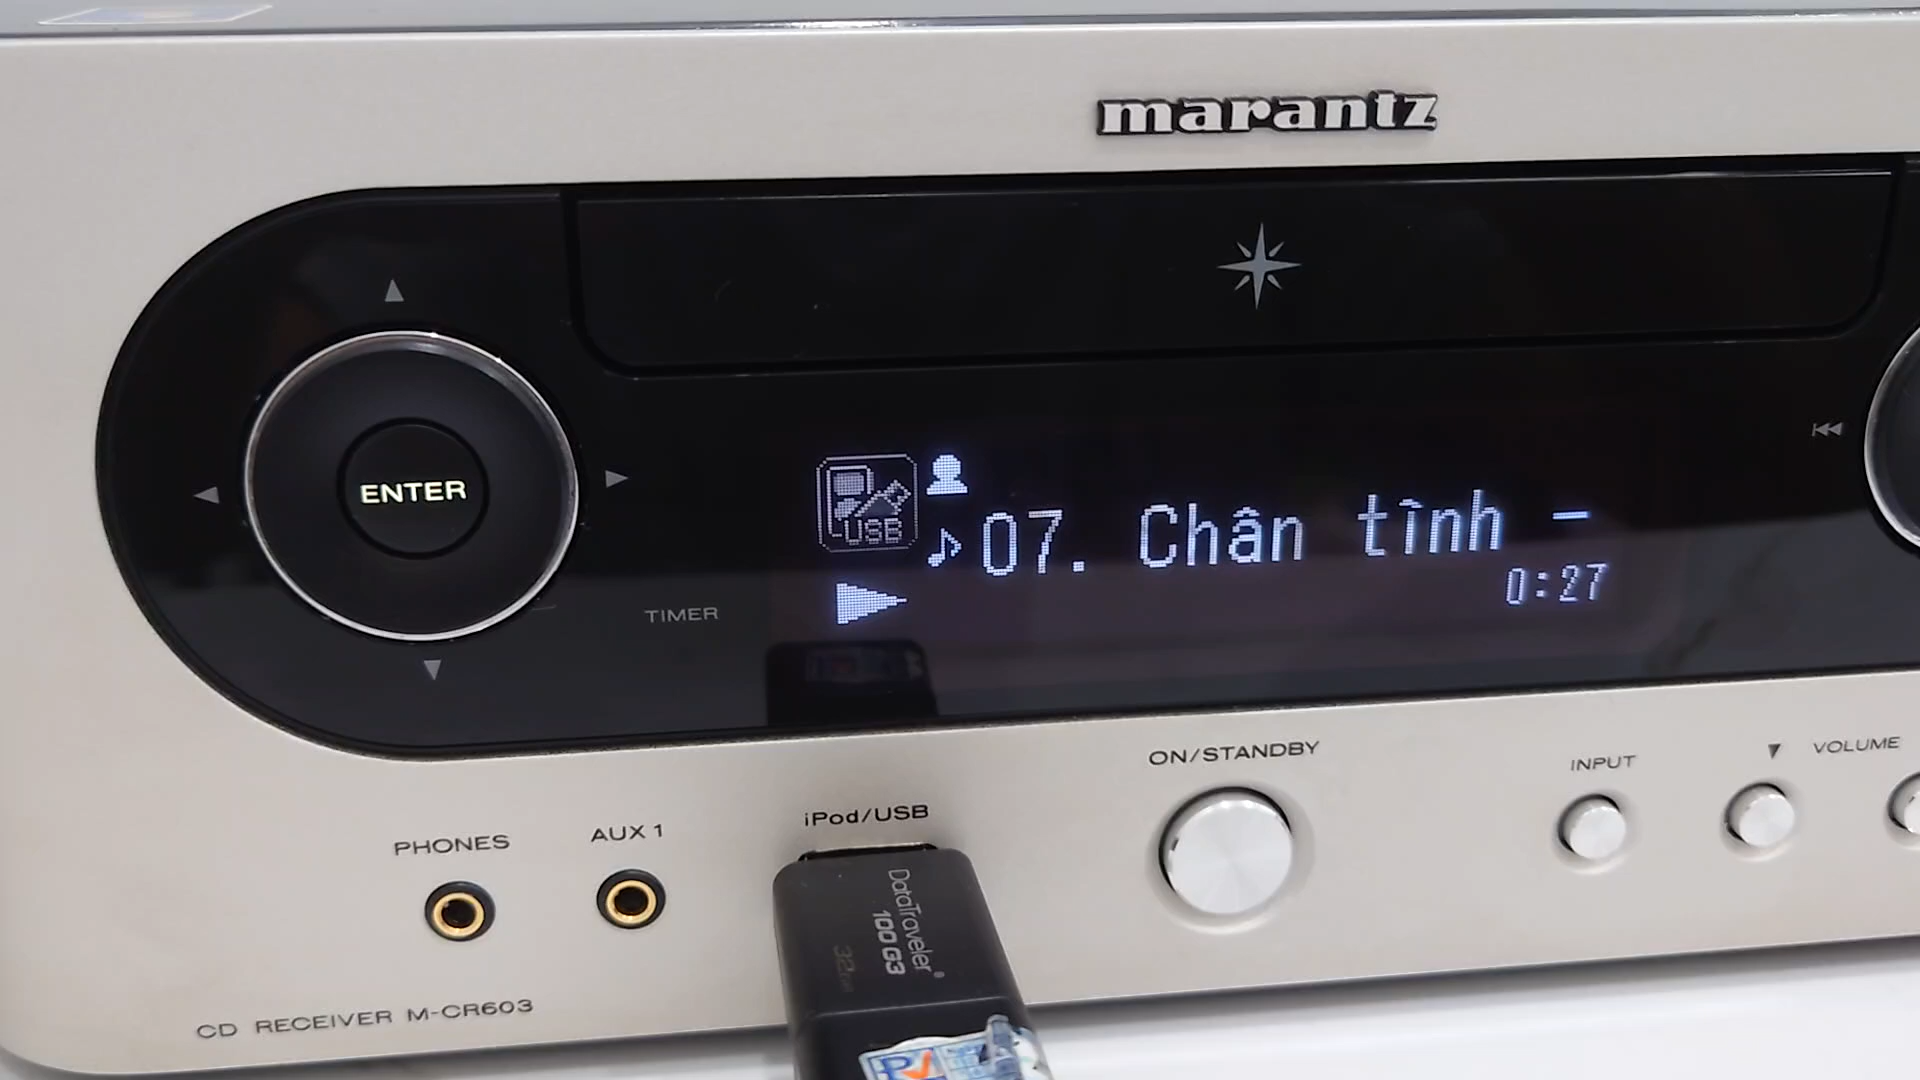 marantz
ENTER
USB
07. Chân tình -
0:27
TIMER
ON/STANDBY
INPUT
VOLUME
iPod/USB
AUX 1
PHONES
DataTraveler®
100 G3
32GB
CD RECEIVER M-CR603